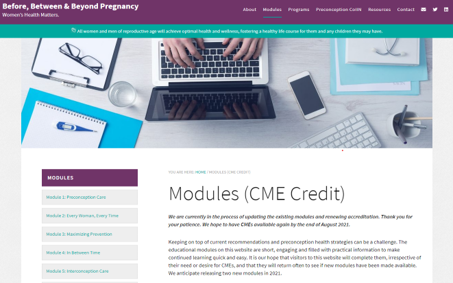 Before, Between & Beyond Pregnancy
Women's Health Matters.
About Modules Programs Preconception CoIIN Resources Contact
All women and men of reproductive age will achieve optimal health and wellness, fostering a healthy life course for them and any children they may have.
MODULES
Module 1: Preconception Care
Module 2: Every Woman, Every Time
Module 3: Maximizing Prevention
Module 4: In Between Time
Module 5: Interconception Care
YOU ARE HERE: HOME / MODULES (CME CREDIT)
Modules (CME Credit)
We are currently in the process of updating the existing modules and renewing accreditation. Thank you for
your patience. We hope to have CMEs available again by the end of August 2021.
Keeping on top of current recommendations and preconception health strategies can be a challenge. The
educational modules on this website are short, engaging and filled with practical information to make
continued learning quick and easy. It is our hope that visitors to this website will complete them, irrespective of
their need or desire for CMEs, and that they will return often to see if new modules have been made available.
We anticipate releasing two new modules in 2021.